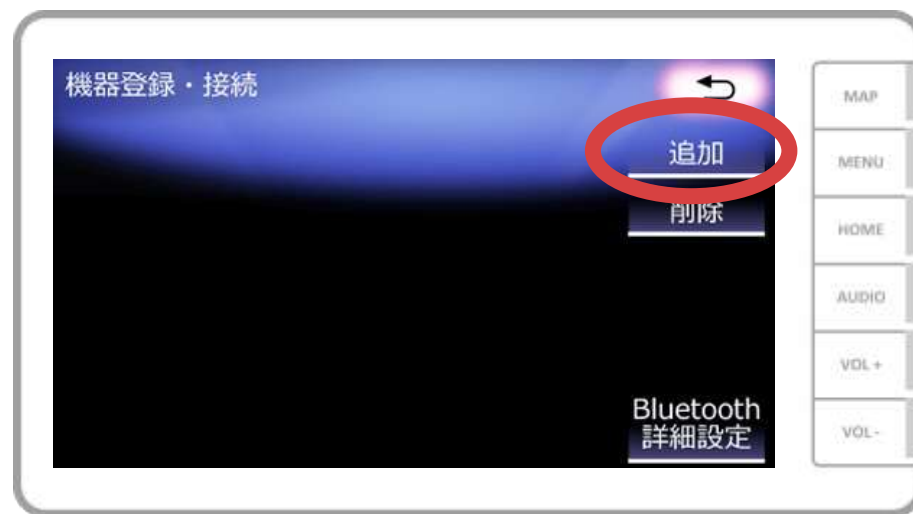 機器登録・接続
追加
削除
Bluetooth
詳細設定
MAP
MENU
HOME
AUDIO
VOL +
VOL -